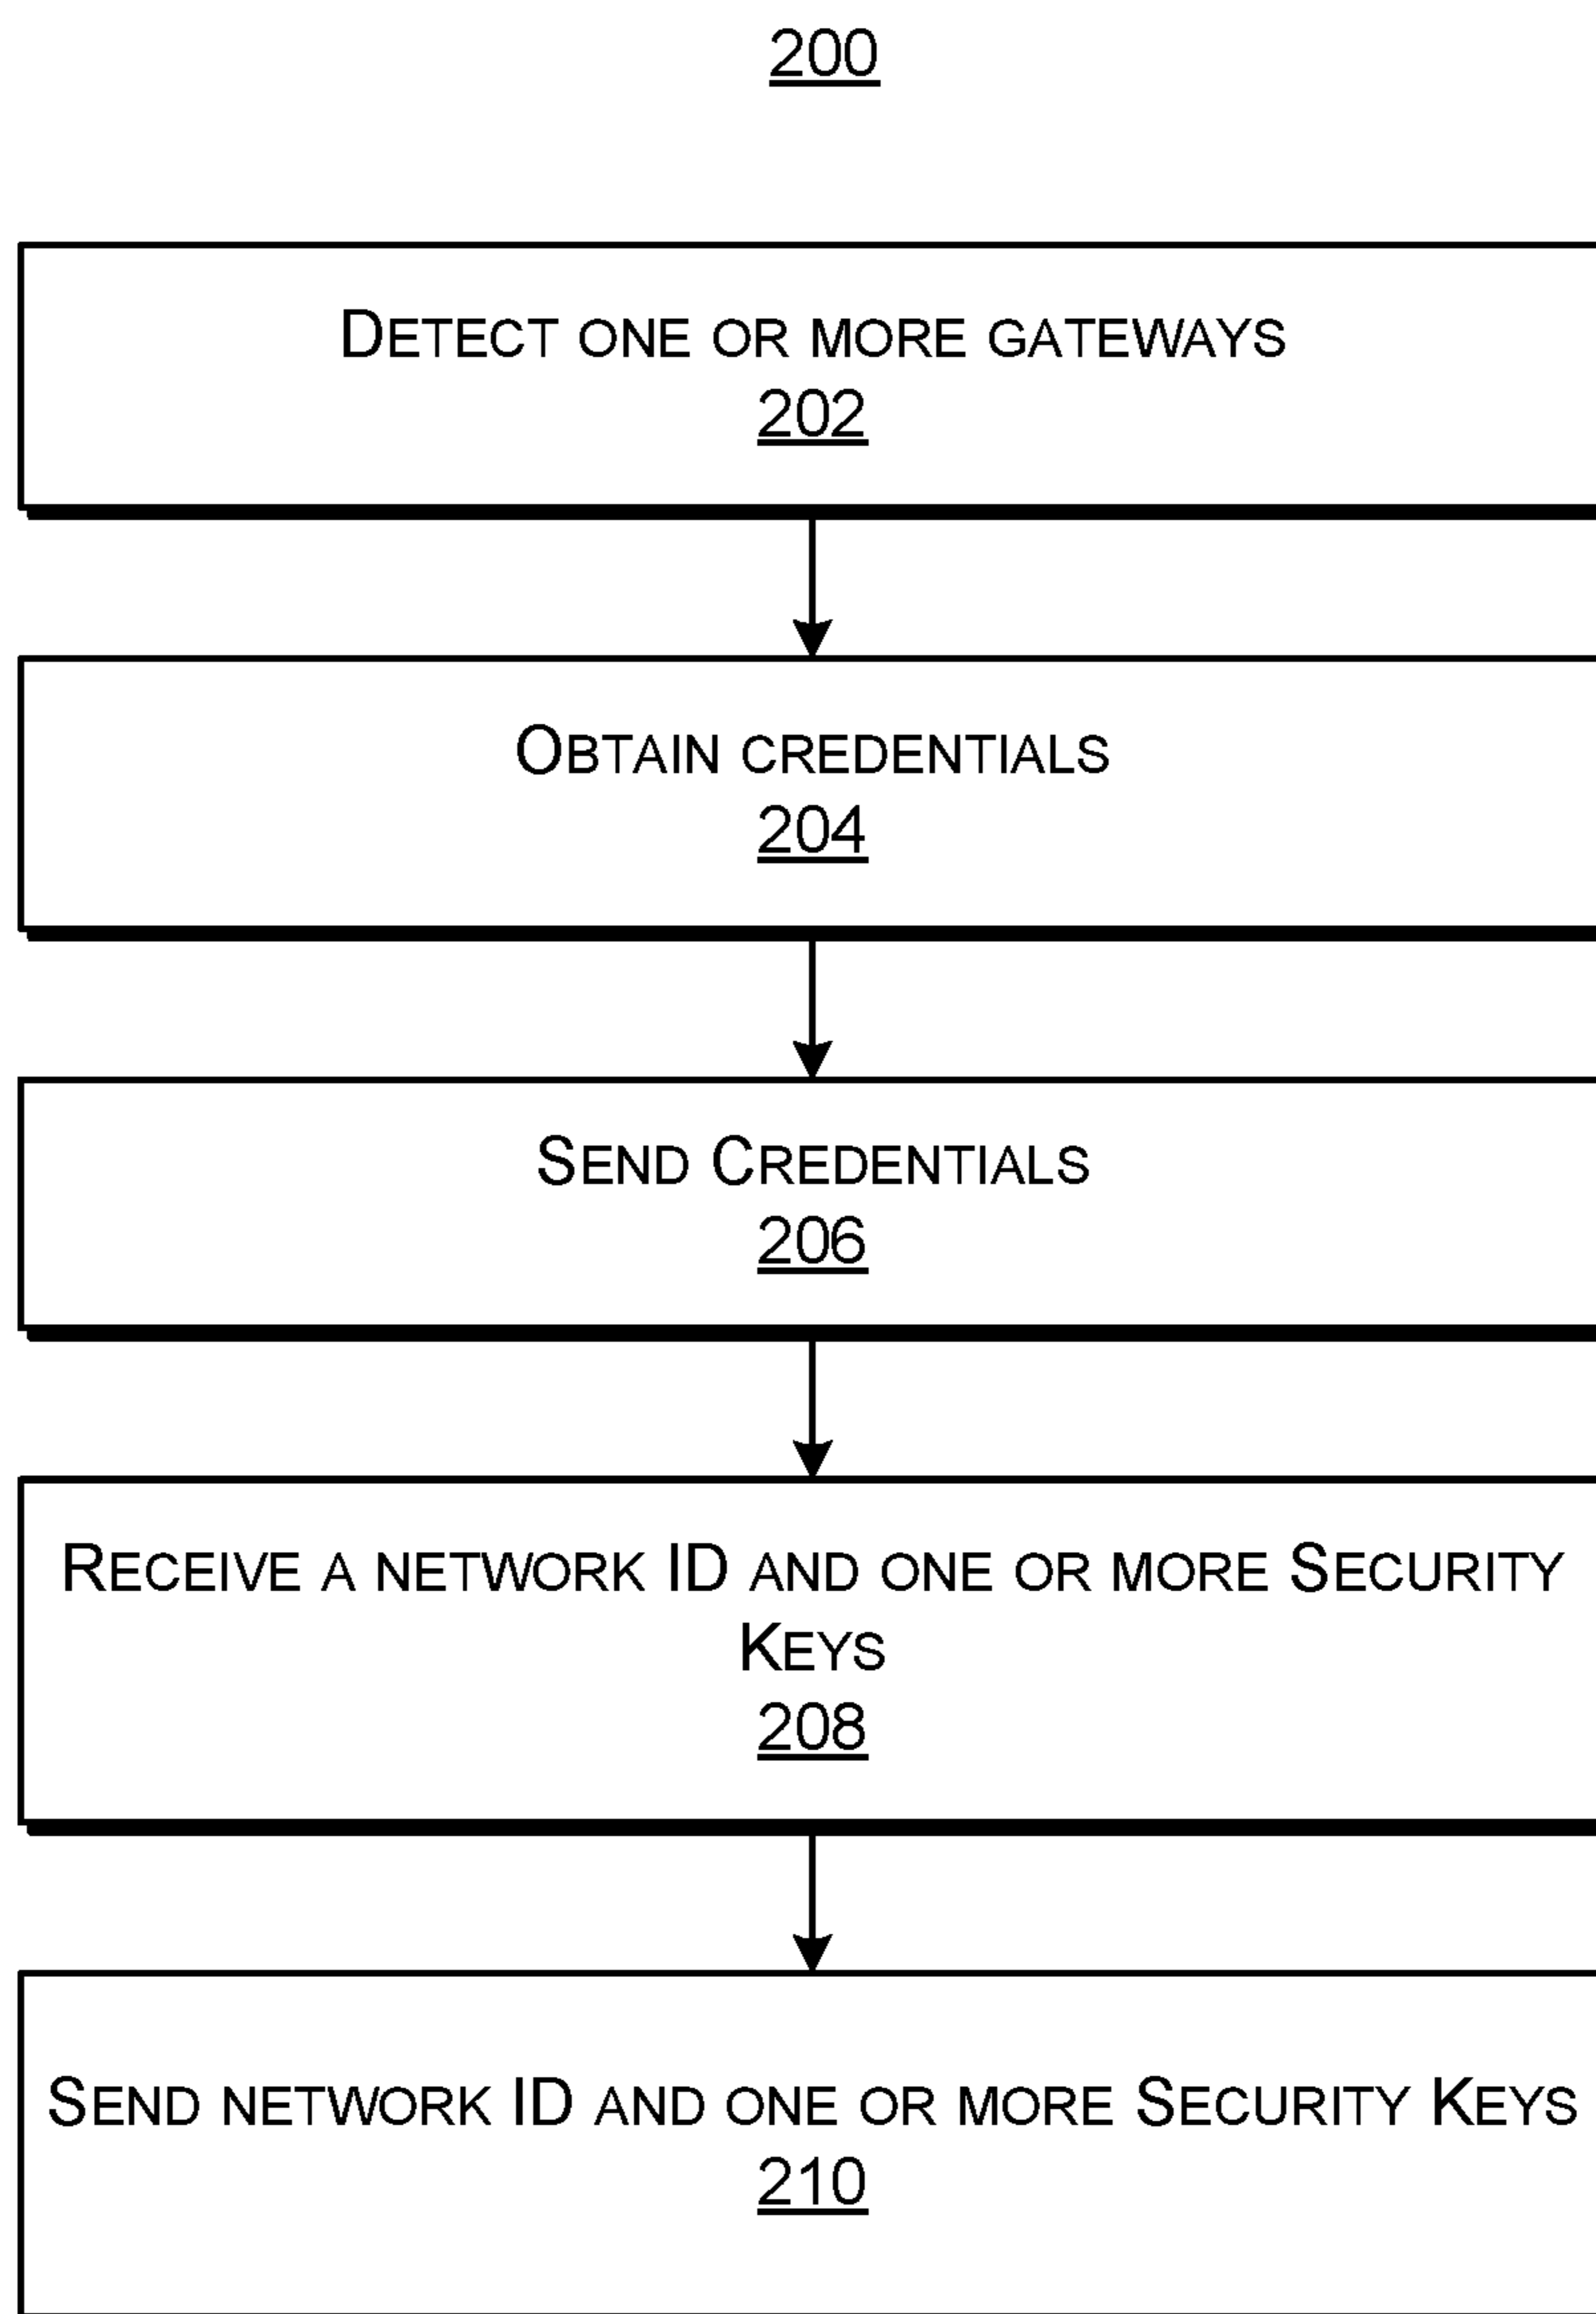 200
Detect one or more gateways
202
Obtain credentials
204
Send Credentials
206
Receive a network ID and one or more Security
Keys
208
Send network ID and one or more Security Keys
210